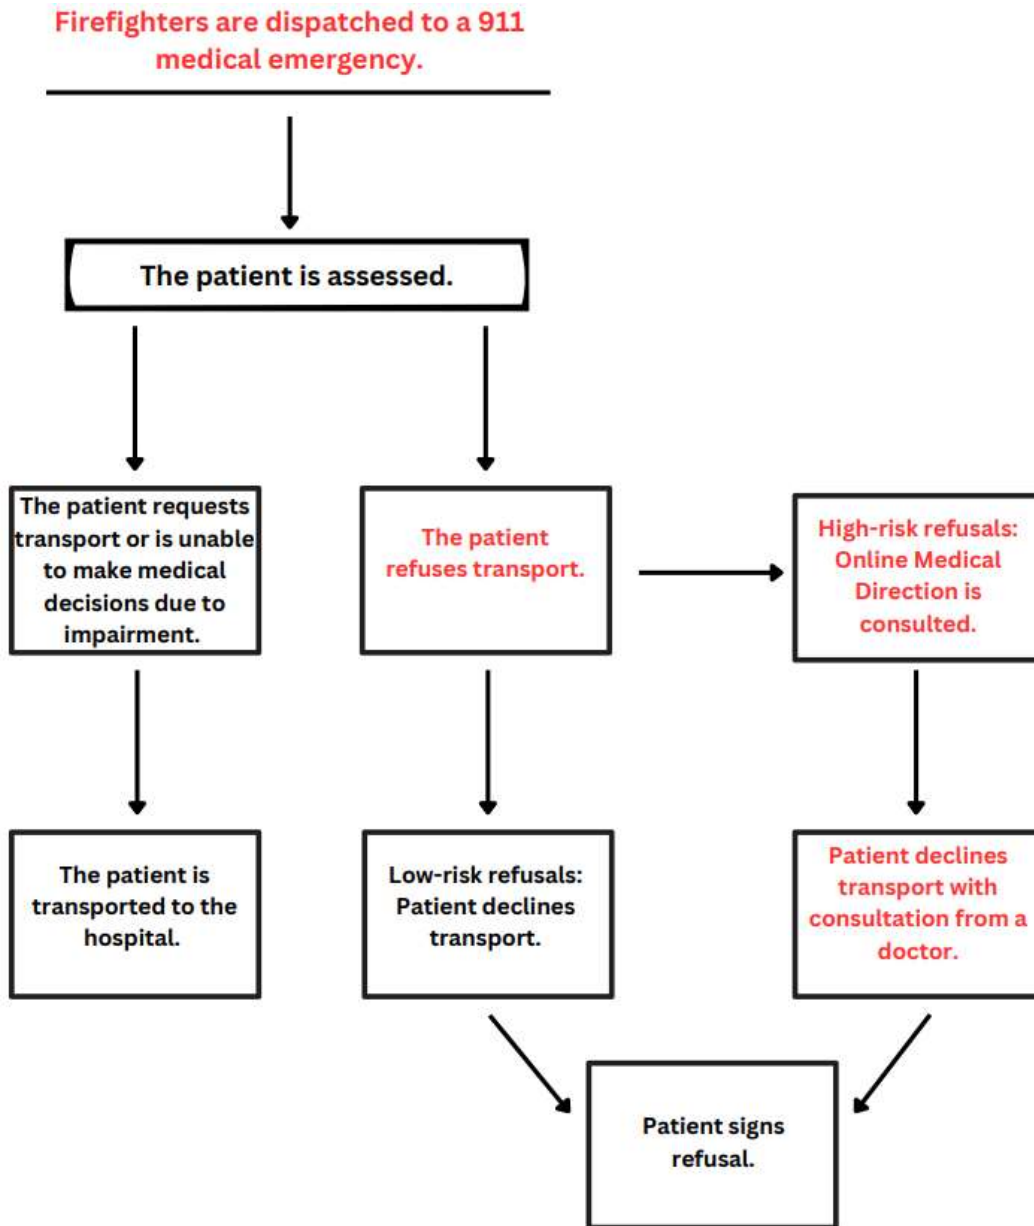 Firefighters are dispatched to a 911
medical emergency.
The patient is assessed.
The patient requests
transport or is unable
to make medical
decisions due to
impairment.
The patient
refuses transport.
High-risk refusals:
Online Medical
Direction is
consulted.
The patient is
transported to the
hospital.
Low-risk refusals:
Patient declines
transport.
Patient declines
transport with
consultation from a
doctor.
Patient signs
refusal.